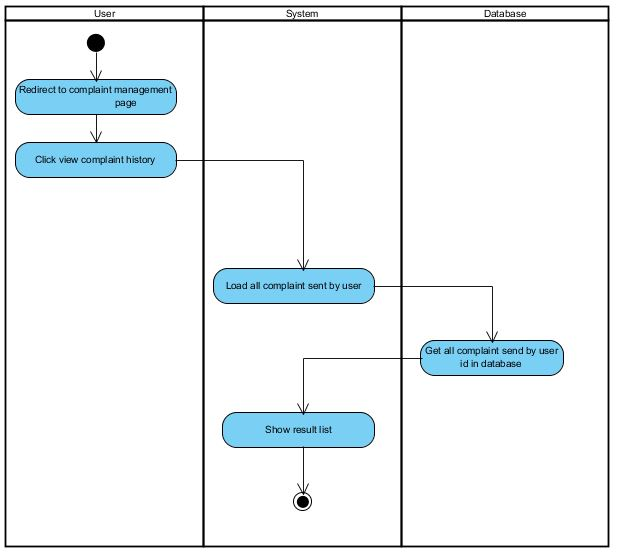 User
System
Database
Redirect to complaint management
page
Click view complaint history
Load all complaint sent by user
Get all complaint send by user
id in database
Show result list